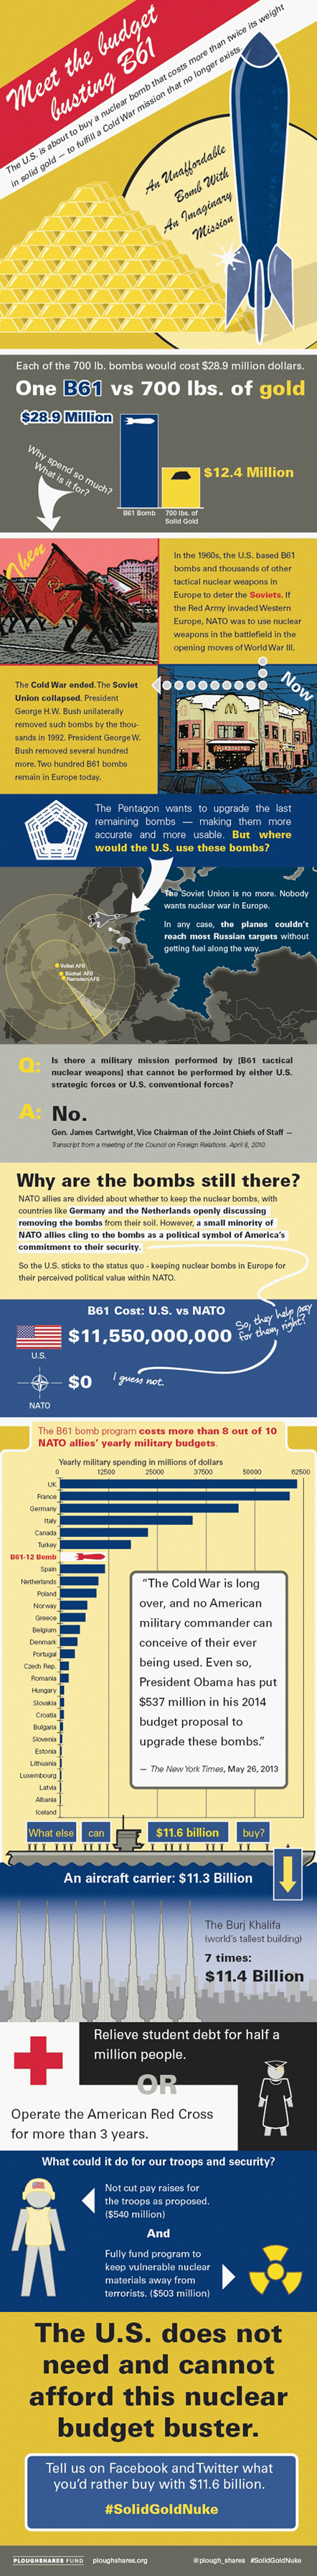 Meet the budget
busting B61
The U.S. is about to buy a nuclear bomb that costs more than twice its weight
in solid gold — to fulfill a Cold War mission that no longer exists.
An Unaffordable
Bomb With
An Imaginary
Mission
Each of the 700 lb. bombs would cost $28.9 million dollars.
One B61 vs 700 lbs. of gold
$28.9 Million
Why spend so much?
What is it for?
$12.4 Million
B61 Bomb
700 lbs. of
Solid Gold
Then
In the 1960s, the U.S. based B61
bombs and thousands of other
tactical nuclear weapons in
Europe to deter the Soviets. If
the Red Army invaded Western
Europe, NATO was to use nuclear
weapons in the battlefield in the
opening moves of World War III.
The Cold War ended. The Soviet
Union collapsed. President
George H.W. Bush unilaterally
removed such bombs by the thou-
sands in 1992. President George W.
Bush removed several hundred
more. Two hundred B61 bombs
remain in Europe today.
Now
The Pentagon wants to upgrade the last
remaining bombs — making them more
accurate and more usable. But where
would the U.S. use these bombs?
The Soviet Union is no more. Nobody
wants nuclear war in Europe.
In any case, the planes couldn't
reach most Russian targets without
getting fuel along the way.
Volkel AFB
Büchel AFB
Ramstein AFB
Q: Is there a military mission performed by [B61 tactical
nuclear weapons] that cannot be performed by either U.S.
strategic forces or U.S. conventional forces?
A: No.
Gen. James Cartwright, Vice Chairman of the Joint Chiefs of Staff —
Transcript from a meeting of the Council on Foreign Relations. April 8, 2010.
Why are the bombs still there?
NATO allies are divided about whether to keep the nuclear bombs, with
countries like Germany and the Netherlands openly discussing
removing the bombs from their soil. However, a small minority of
NATO allies cling to the bombs as a political symbol of America's
commitment to their security.
So the U.S. sticks to the status quo - keeping nuclear bombs in Europe for
their perceived political value within NATO.
B61 Cost: U.S. vs NATO
$11,550,000,000
U.S.
So, they help pay
for them, right?
$0
I guess not.
NATO
The B61 bomb program costs more than 8 out of 10
NATO allies' yearly military budgets.
Yearly military spending in millions of dollars
0 12500 25000 37500 50000 62500
UK
France
Germany
Italy
Canada
Turkey
B61-12 Bomb
Spain
Netherlands
Poland
Norway
Greece
Belgium
Denmark
Portugal
Czech Rep.
Romania
Hungary
Slovakia
Croatia
Bulgaria
Slovenia
Estonia
Lithuania
Luxembourg
Latvia
Albania
Iceland
"The Cold War is long
over, and no American
military commander can
conceive of their ever
being used. Even so,
President Obama has put
$537 million in his 2014
budget proposal to
upgrade these bombs."
— The New York Times, May 26, 2013
What else can $11.6 billion buy?
An aircraft carrier: $11.3 Billion
The Burj Khalifa
(world's tallest building)
7 times:
$11.4 Billion
Relieve student debt for half a
million people.
OR
Operate the American Red Cross
for more than 3 years.
What could it do for our troops and security?
Not cut pay raises for
the troops as proposed.
($540 million)
And
Fully fund program to
keep vulnerable nuclear
materials away from
terrorists. ($503 million)
The U.S. does not
need and cannot
afford this nuclear
budget buster.
Tell us on Facebook and Twitter what
you'd rather buy with $11.6 billion.
#SolidGoldNuke
PLOUGHSHARES FUND ploughshares.org @plough_shares #SolidGoldNuke